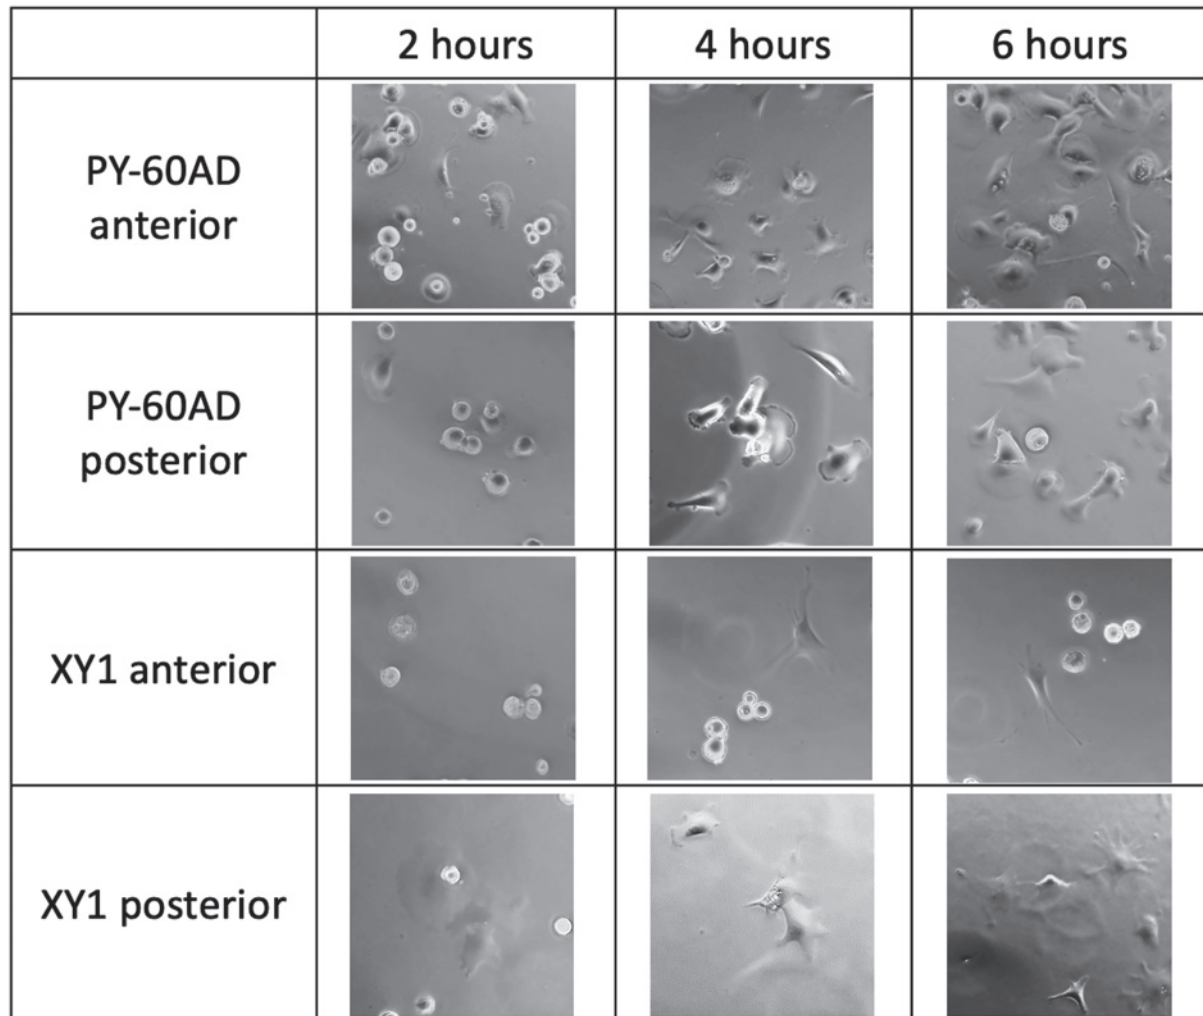 2 hours 4 hours 6 hours
PY-60AD
anterior
PY-60AD
posterior
XY1 anterior
XY1 posterior